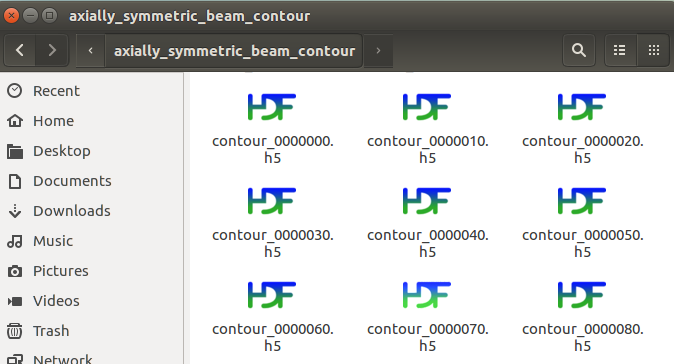 axially_symmetric_beam_contour
axially_symmetric_beam_contour
Recent
Home
Desktop
Documents
Downloads
Music
Pictures
Videos
Trash
Network
HDF HDF HDF
contour_0000000. contour_0000010. contour_0000020.
h5 h5 h5
HDF HDF HDF
contour_0000030. contour_0000040. contour_0000050.
h5 h5 h5
HDF HDF HDF
contour_0000060. contour_0000070. contour_0000080.
h5 h5 h5